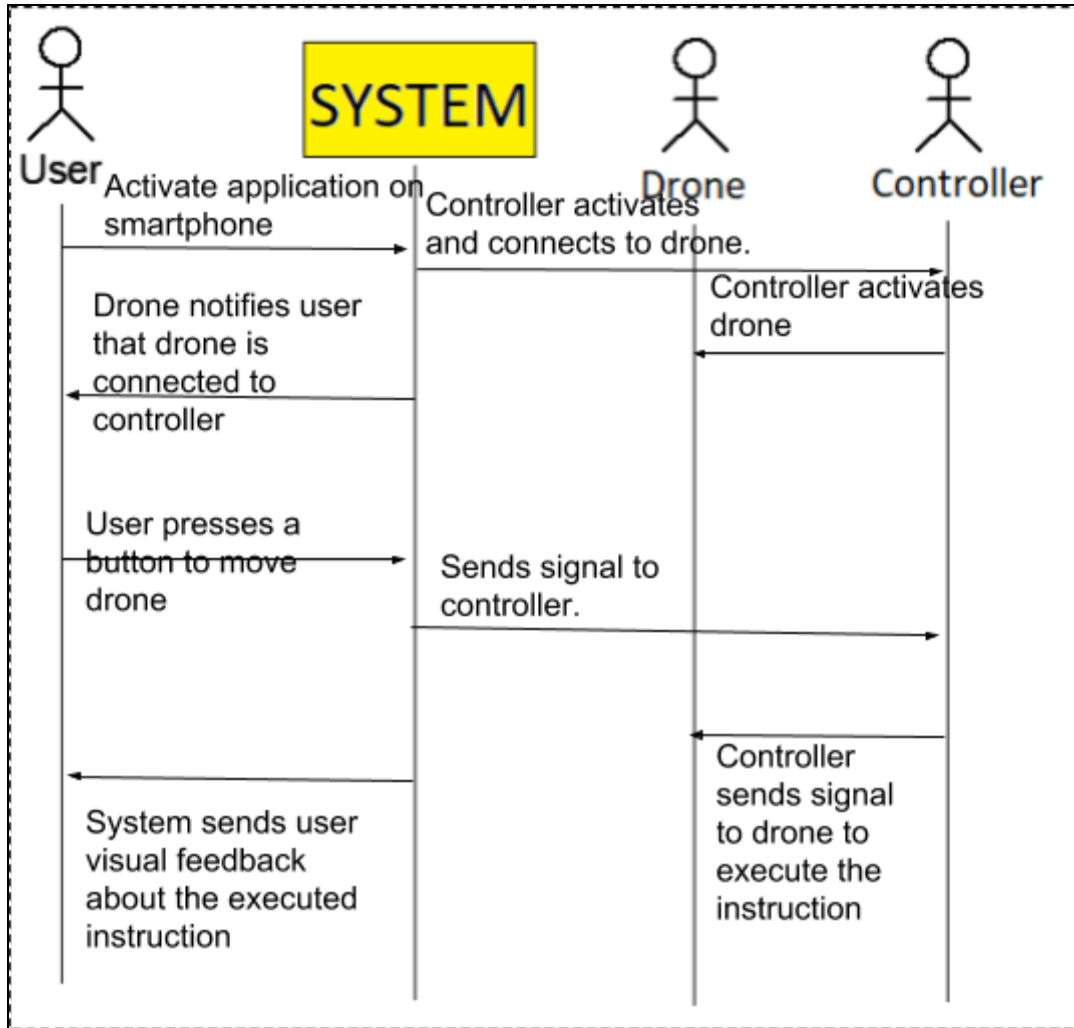 SYSTEM
User
Drone
Controller
Activate application on
smartphone
Controller activates
and connects to drone.
Controller activates
drone
Drone notifies user
that drone is
connected to
controller
User presses a
button to move
drone
Sends signal to
controller.
Controller
sends signal
to drone to
execute the
instruction
System sends user
visual feedback
about the executed
instruction